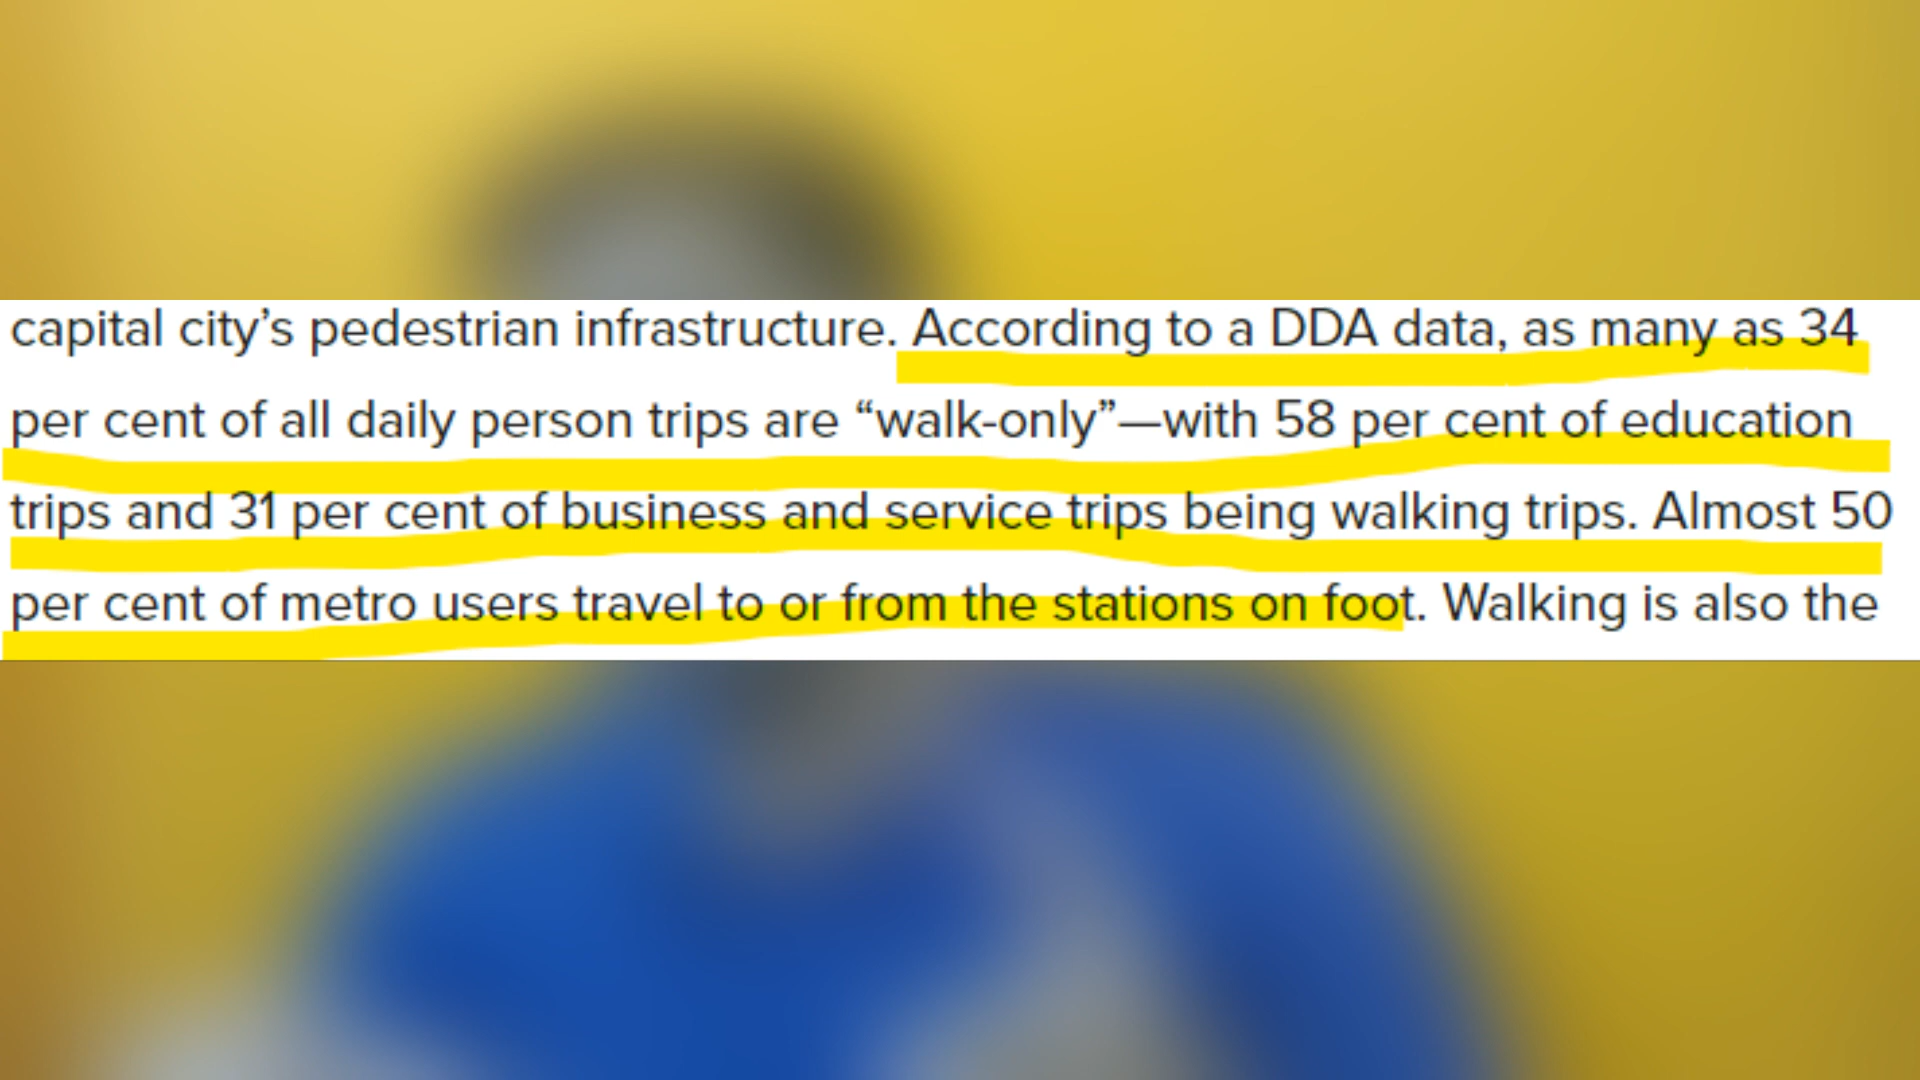 capital city’s pedestrian infrastructure. According to a DDA data, as many as 34
per cent of all daily person trips are “walk-only”—with 58 per cent of education
trips and 31 per cent of business and service trips being walking trips. Almost 50
per cent of metro users travel to or from the stations on foot. Walking is also the